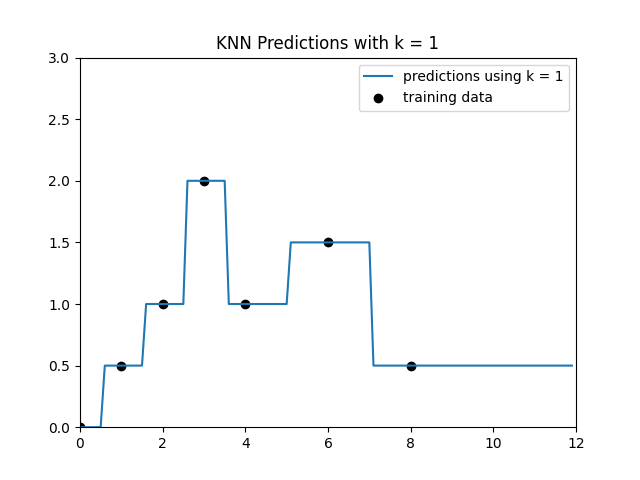 KNN Predictions with k = 1
predictions using k = 1
training data
3.0
2.5
2.0
1.5
1.0
0.5
0.0
0 2 4 6 8 10 12